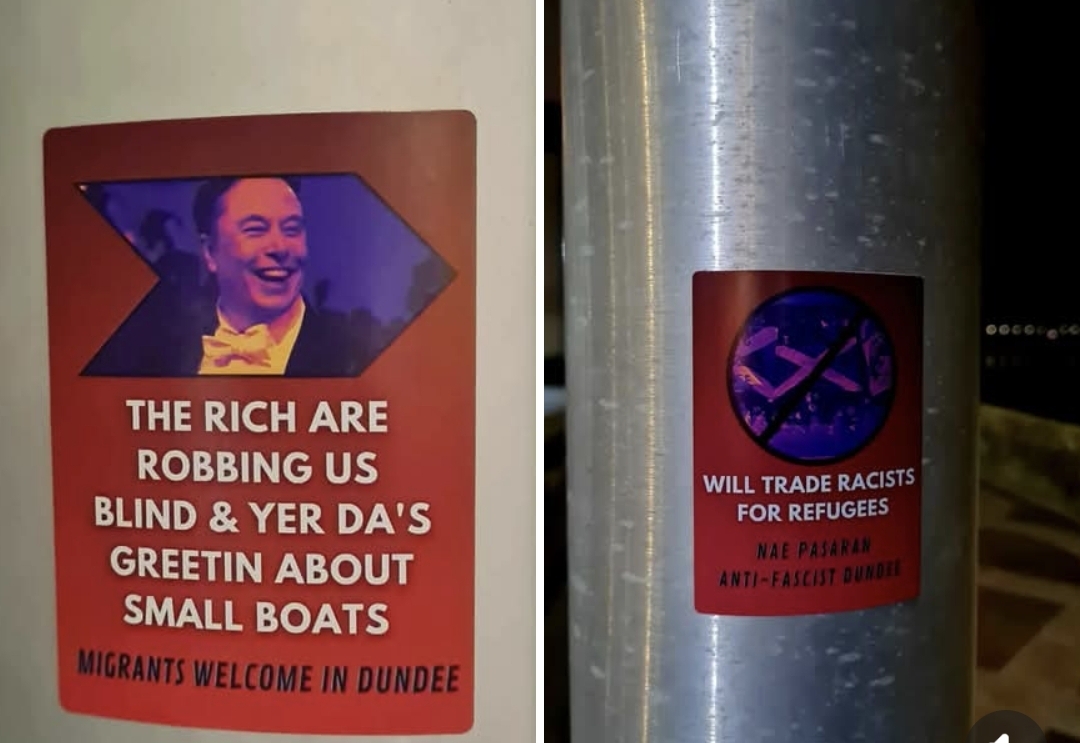 THE RICH ARE
ROBBING US
BLIND & YER DA'S
GREETIN ABOUT
SMALL BOATS
MIGRANTS WELCOME IN DUNDEE
WILL TRADE RACISTS
FOR REFUGEES
NAE PASARAN
ANTI-FASCIST DUNDEE